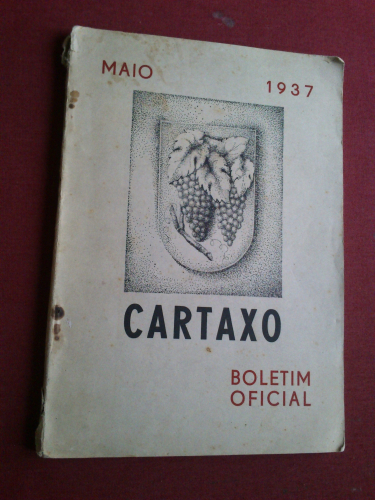 MAIO 1937
CARTAXO
BOLETIM
OFICIAL